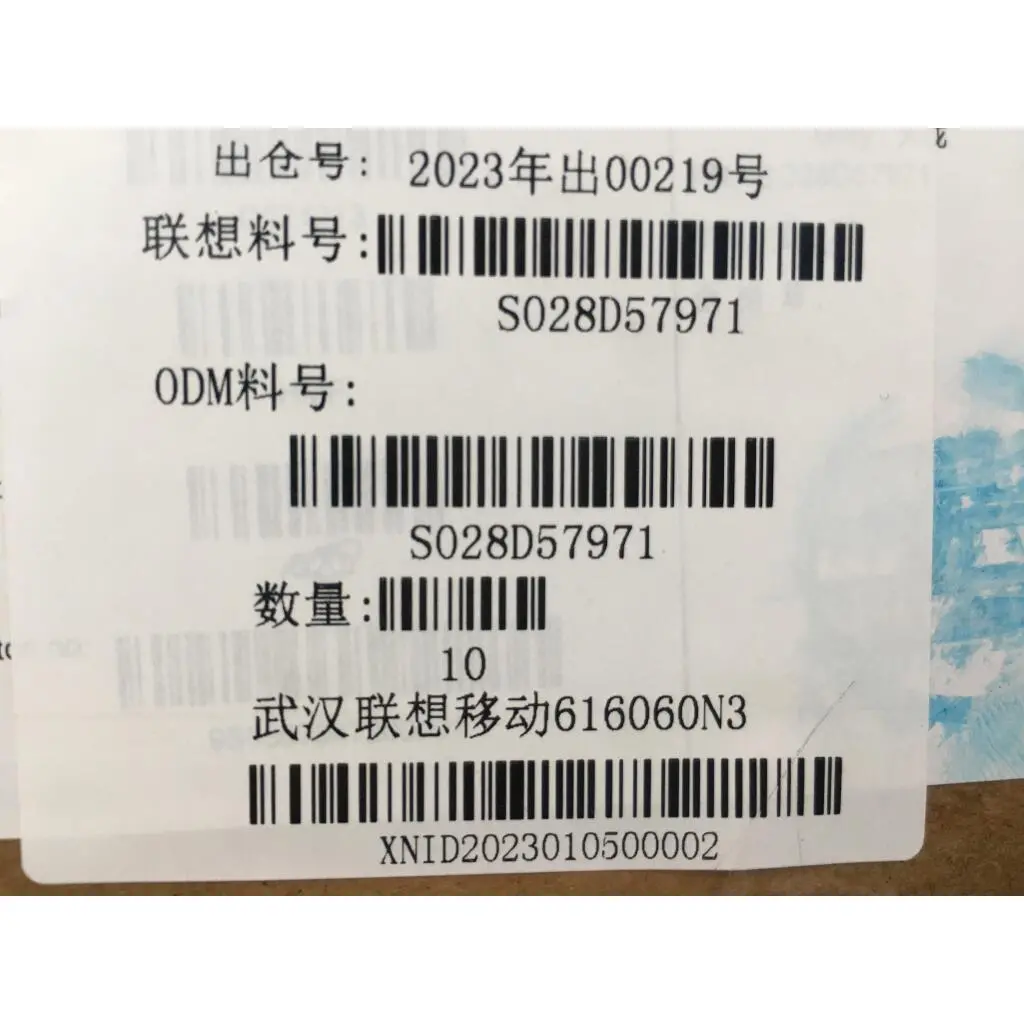 出仓号: 2023年出00219号
联想料号:
S028D57971
ODM料号:
S028D57971
数量:
10
武汉联想移动616060N3
XNID2023010500002